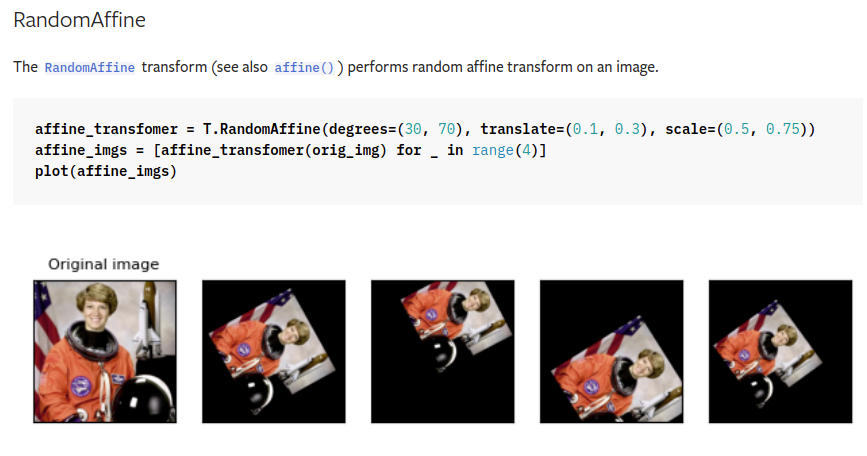 RandomAffine
The RandomAffine transform (see also affine()) performs random affine transform on an image.
affine_transfomer = T.RandomAffine(degrees=(30, 70), translate=(0.1, 0.3), scale=(0.5, 0.75))
affine_imgs = [affine_transfomer(orig_img) for _ in range(4)]
plot(affine_imgs)
Original image